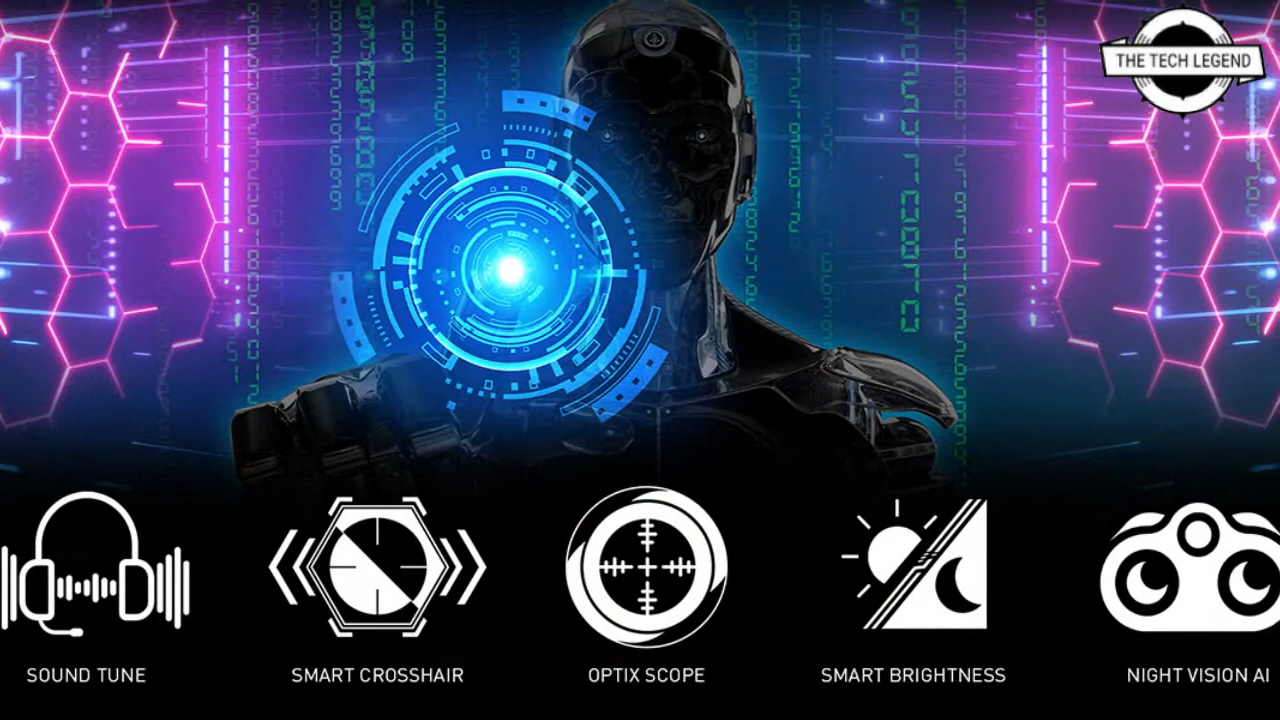 THE TECH LEGEND
SOUND TUNE
SMART CROSSHAIR
OPTIX SCOPE
SMART BRIGHTNESS
NIGHT VISION AI